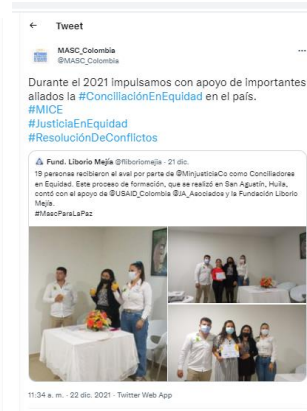 ← Tweet
MASC_Colombia
@MASC_Colombia
Durante el 2021 impulsamos con apoyo de importantes
aliados la #ConciliaciónEnEquidad en el país.
#MICE
#JusticiaEnEquidad
#ResoluciónDeConflictos
Fund. Liborio Mejía @fliboriomejia · 21 dic.
19 personas recibieron el aval por parte de @MinjusticiaCo como Conciliadores
en Equidad. Este proceso de formación, que se realizó en San Agustín, Huila,
contó con el apoyo de @USAID_Colombia @JA_Asociados y la Fundación Liborio
Mejía.
#MascParaLaPaz
11:34 a. m. · 22 dic. 2021 · Twitter Web App